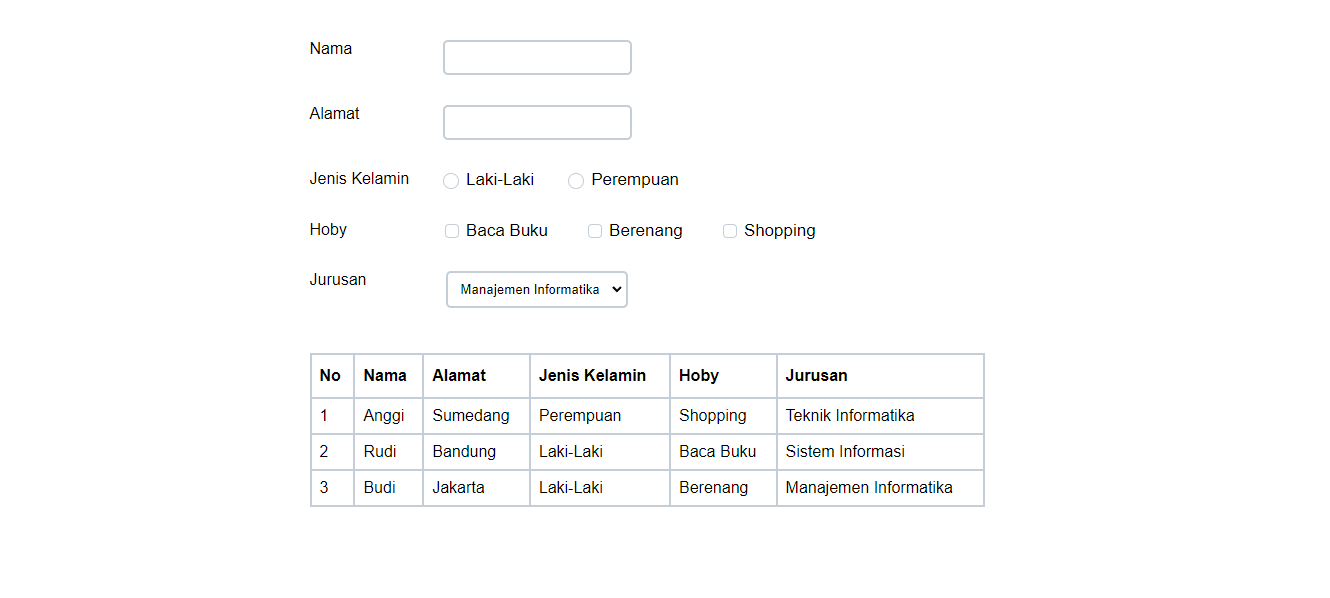 Nama
Alamat
Jenis Kelamin Laki-Laki Perempuan
Hoby Baca Buku Berenang Shopping
Jurusan Manajemen Informatika
No Nama Alamat Jenis Kelamin Hoby Jurusan
1 Anggi Sumedang Perempuan Shopping Teknik Informatika
2 Rudi Bandung Laki-Laki Baca Buku Sistem Informasi
3 Budi Jakarta Laki-Laki Berenang Manajemen Informatika